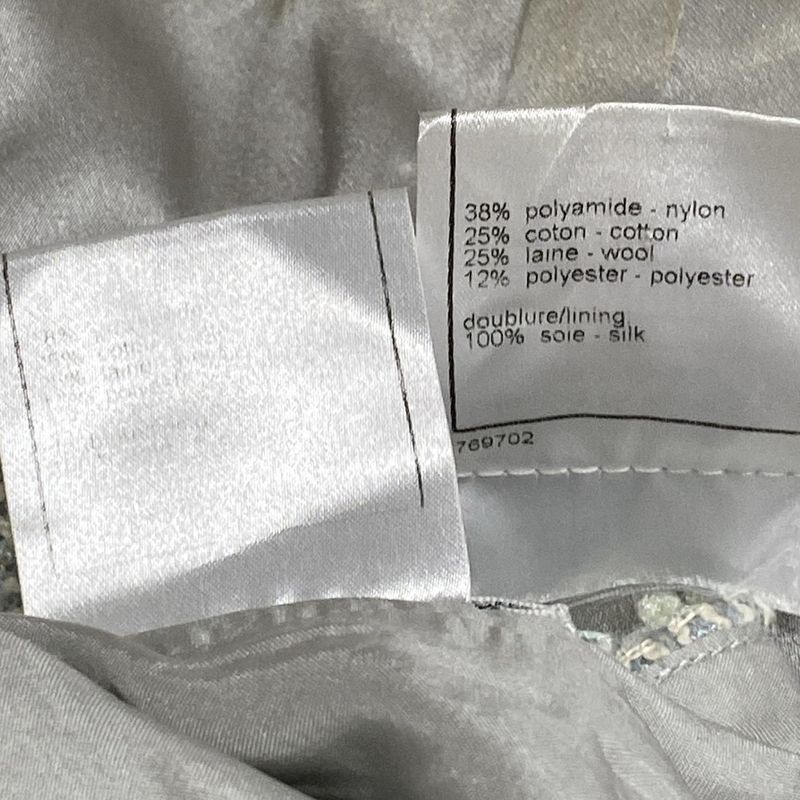 38% polyamide - nylon
25% coton - cotton
25% laine - wool
12% polyester - polyester
doublure/lining
100% soie - silk
769702